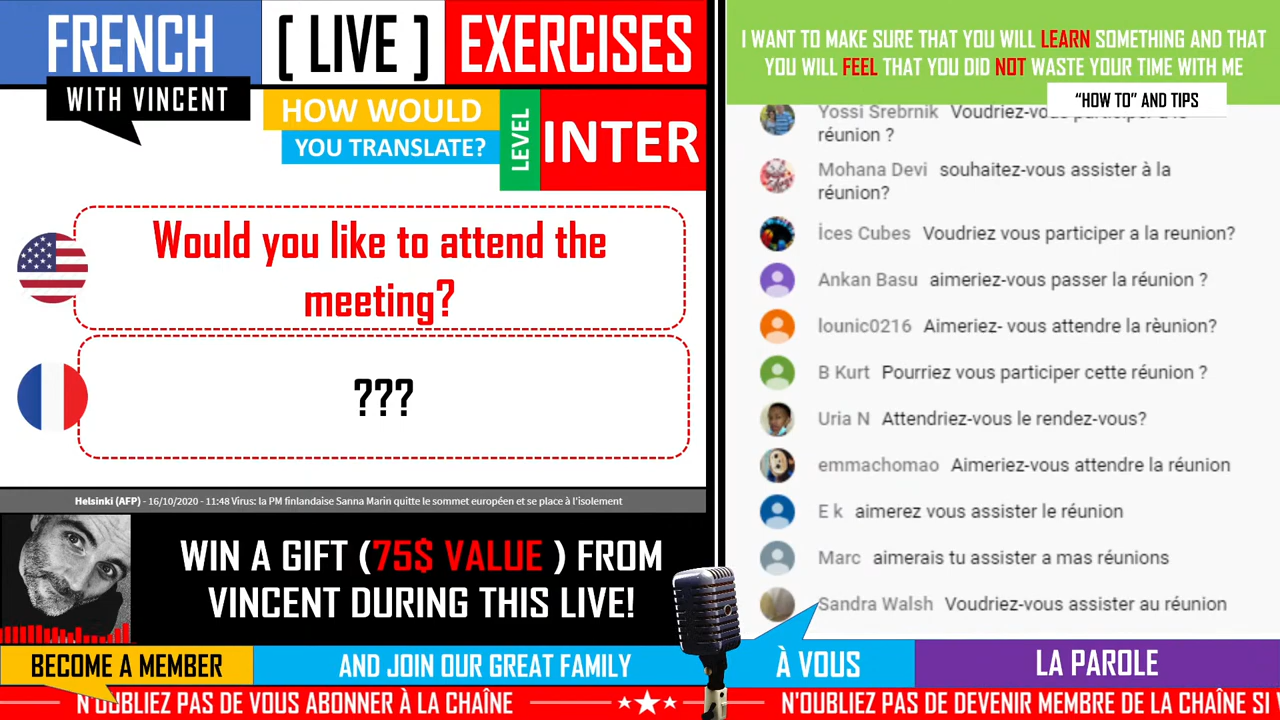 FRENCH
[ LIVE ]
EXERCISES
WITH VINCENT
HOW WOULD
YOU TRANSLATE?
LEVEL
INTER
Would you like to attend the
meeting?
???
Helsinki (AFP) - 16/10/2020 - 11:48 Virus: la PM finlandaise Sanna Marin quitte le sommet européen et se place à l'isolement
WIN A GIFT (75$ VALUE ) FROM
VINCENT DURING THIS LIVE!
BECOME A MEMBER
AND JOIN OUR GREAT FAMILY
I WANT TO MAKE SURE THAT YOU WILL LEARN SOMETHING AND THAT
YOU WILL FEEL THAT YOU DID NOT WASTE YOUR TIME WITH ME
"HOW TO" AND TIPS
Yossi Srebrnik Voudriez-vous participer à la
réunion ?
Mohana Devi souhaitez-vous assister à la
réunion?
İces Cubes Voudriez vous participer a la reunion?
Ankan Basu aimeriez-vous passer la réunion ?
lounic0216 Aimeriez- vous attendre la rèunion?
B Kurt Pourriez vous participer cette réunion ?
Uria N Attendriez-vous le rendez-vous?
emmachomao Aimeriez-vous attendre la réunion
E k aimerez vous assister le réunion
Marc aimerais tu assister a mas réunions
Sandra Walsh Voudriez-vous assister au réunion
À VOUS
LA PAROLE
N'OUBLIEZ PAS DE VOUS ABONNER À LA CHAÎNE
N'OUBLIEZ PAS DE DEVENIR MEMBRE DE LA CHAÎNE SI